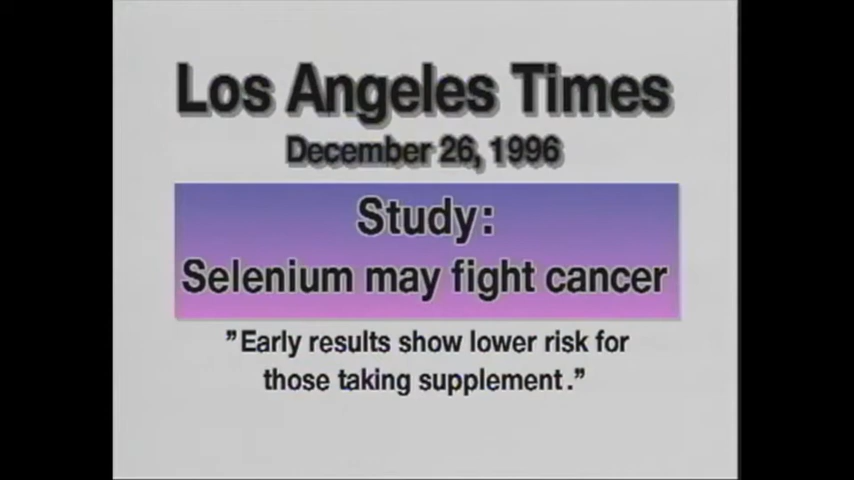 Los Angeles Times
December 26, 1996
Study:
Selenium may fight cancer
”Early results show lower risk for
those taking supplement.”